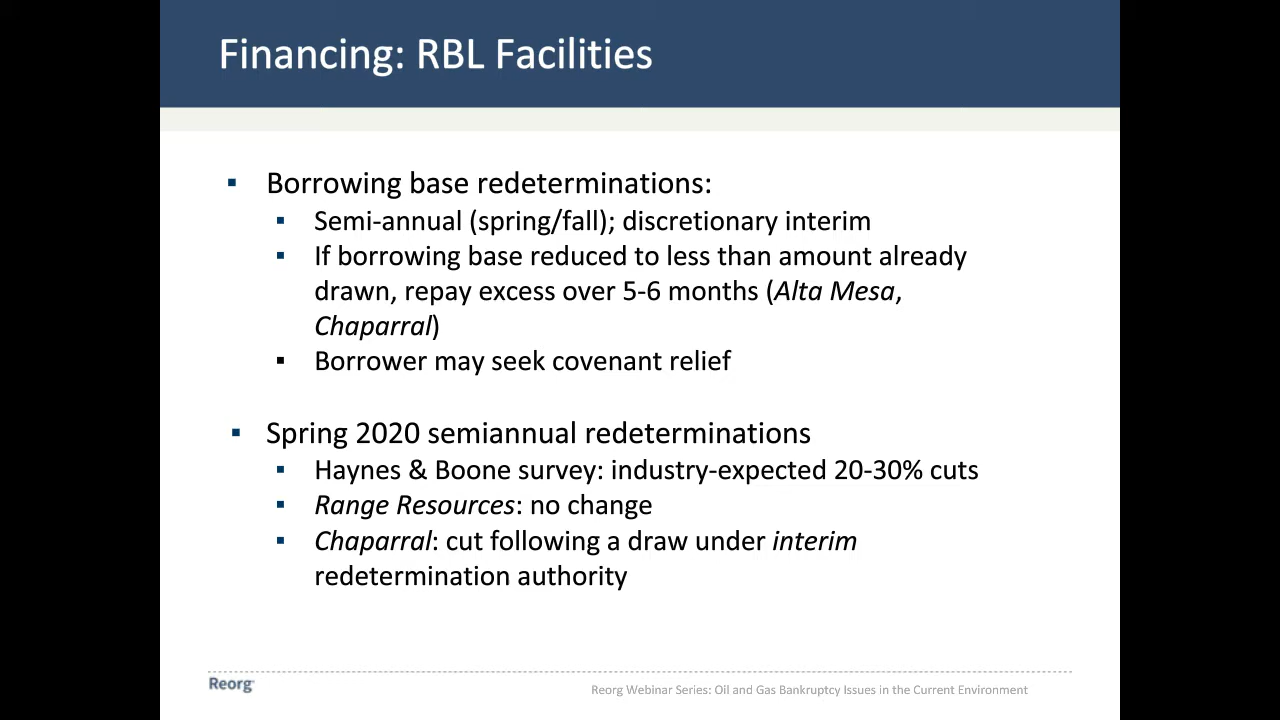 Financing: RBL Facilities
▪ Borrowing base redeterminations:
▪ Semi-annual (spring/fall); discretionary interim
▪ If borrowing base reduced to less than amount already
drawn, repay excess over 5-6 months (Alta Mesa,
Chaparral)
▪ Borrower may seek covenant relief
▪ Spring 2020 semiannual redeterminations
▪ Haynes & Boone survey: industry-expected 20-30% cuts
▪ Range Resources: no change
▪ Chaparral: cut following a draw under interim
redetermination authority
Reorg
Reorg Webinar Series: Oil and Gas Bankruptcy Issues in the Current Environment